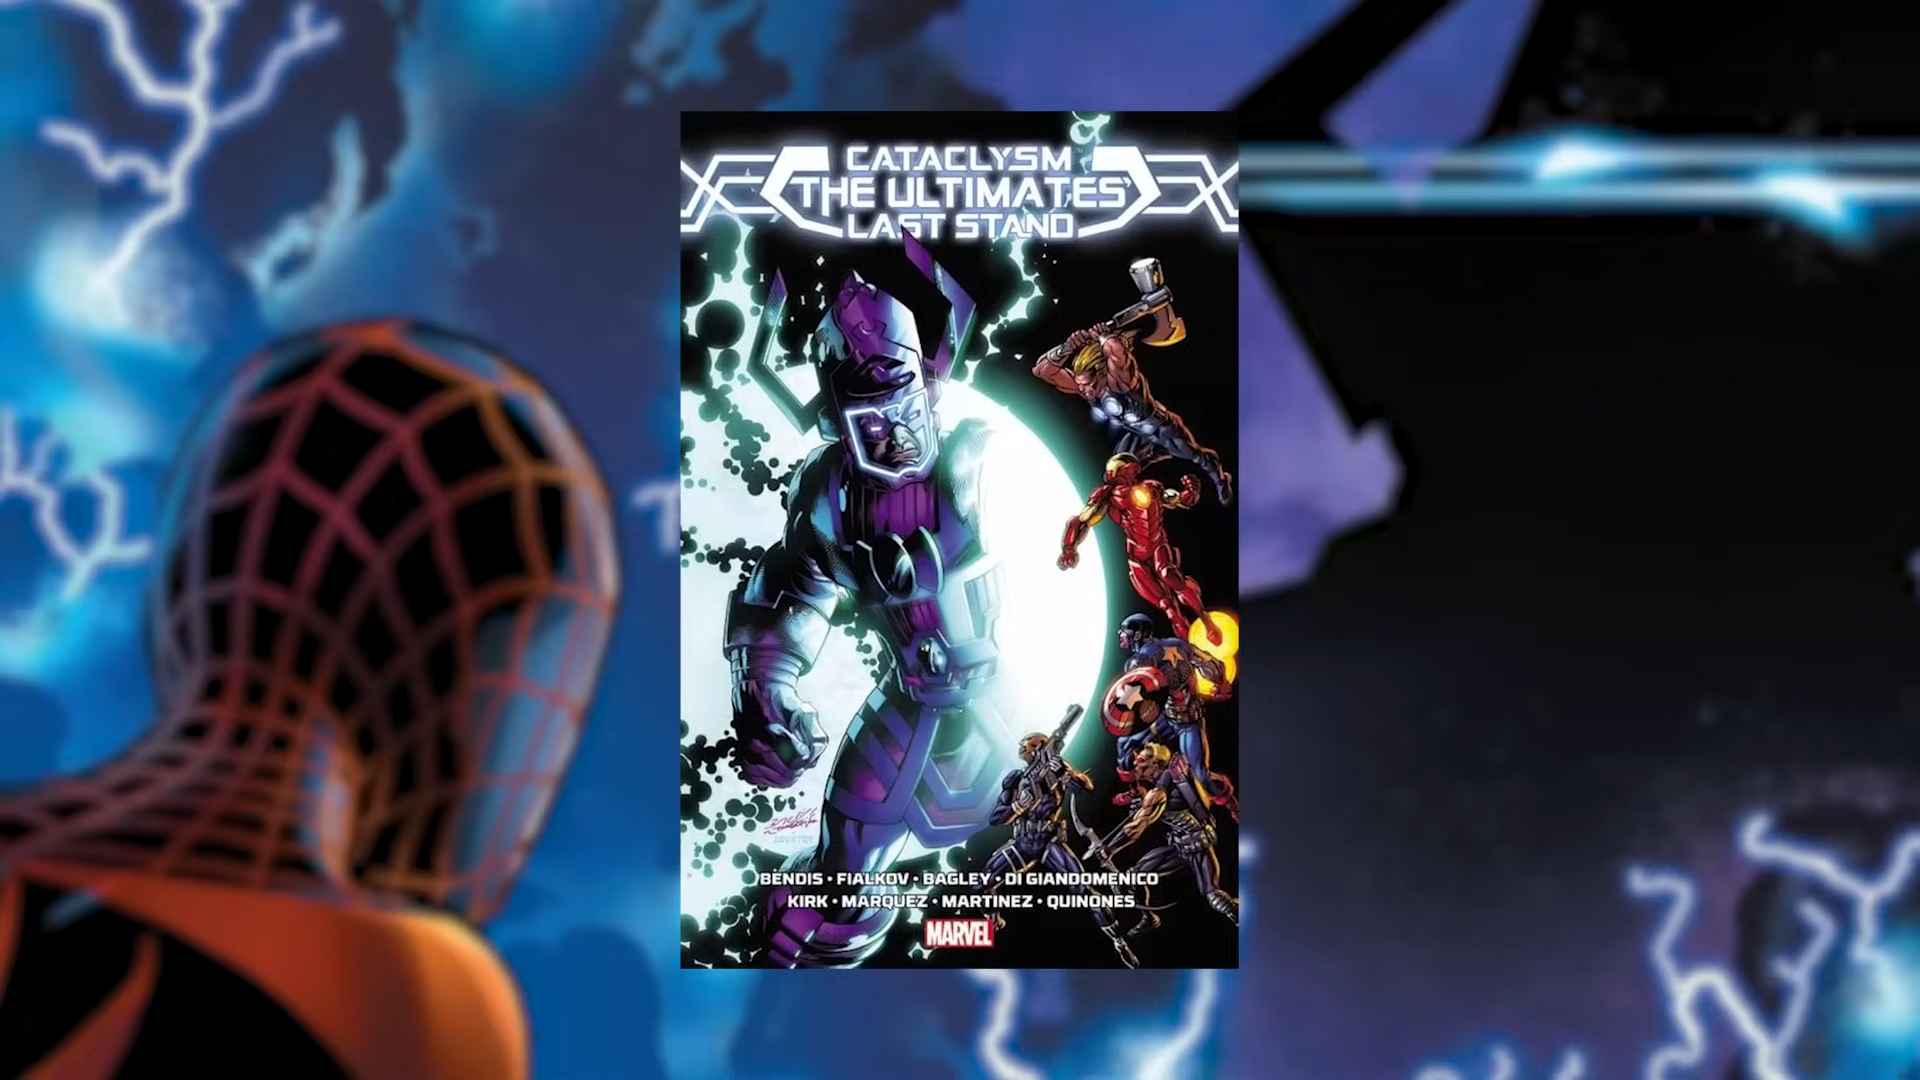 CATACLYSM
THE ULTIMATES'
LAST STAND
BENDIS • FIALKOV • BAGLEY • DI GIANDOMENICO
KIRK • MARQUEZ • MARTINEZ • QUINONES
MARVEL